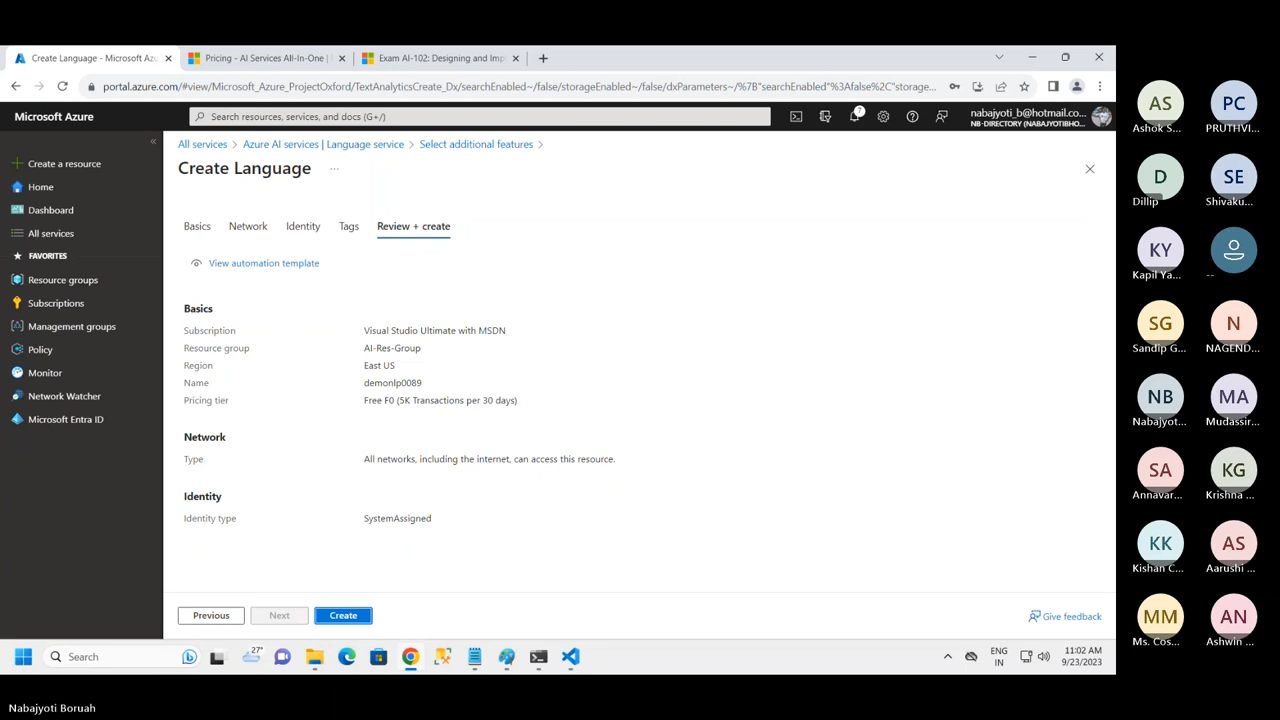 Create Language - Microsoft Azu
Pricing - AI Services All-In-One |
Exam AI-102: Designing and Imp
portal.azure.com/#view/Microsoft_Azure_ProjectOxford/TextAnalyticsCreate_Dx/searchEnabled~/false/storageEnabled~/false/dxParameters~/%7B"searchEnabled"%3Afalse%2C"storage...
Microsoft Azure
Search resources, services, and docs (G+/)
7
nabajyoti_b@hotmail.co...
NB-DIRECTORY (NABAJYOTIBHO...
Create a resource
Home
Dashboard
All services
FAVORITES
Resource groups
Subscriptions
Management groups
Policy
Monitor
Network Watcher
Microsoft Entra ID
All services > Azure AI services | Language service > Select additional features >
Create Language ...
Basics Network Identity Tags Review + create
View automation template
Basics
Subscription Visual Studio Ultimate with MSDN
Resource group AI-Res-Group
Region East US
Name demonlp0089
Pricing tier Free F0 (5K Transactions per 30 days)
Network
Type All networks, including the internet, can access this resource.
Identity
Identity type SystemAssigned
Previous Next Create Give feedback
Search
27°
ENG
IN
11:02 AM
9/23/2023
AS PC
Ashok S... PRUTHVI...
D SE
Dillip Shivaku...
KY
Kapil Ya... --
SG N
Sandip G... NAGEND...
NB MA
Nabajyot... Mudassir...
SA KG
Annavar... Krishna ...
KK AS
Kishan C... Aarushi ...
MM AN
Ms. Cos... Ashwin ...
Nabajyoti Boruah